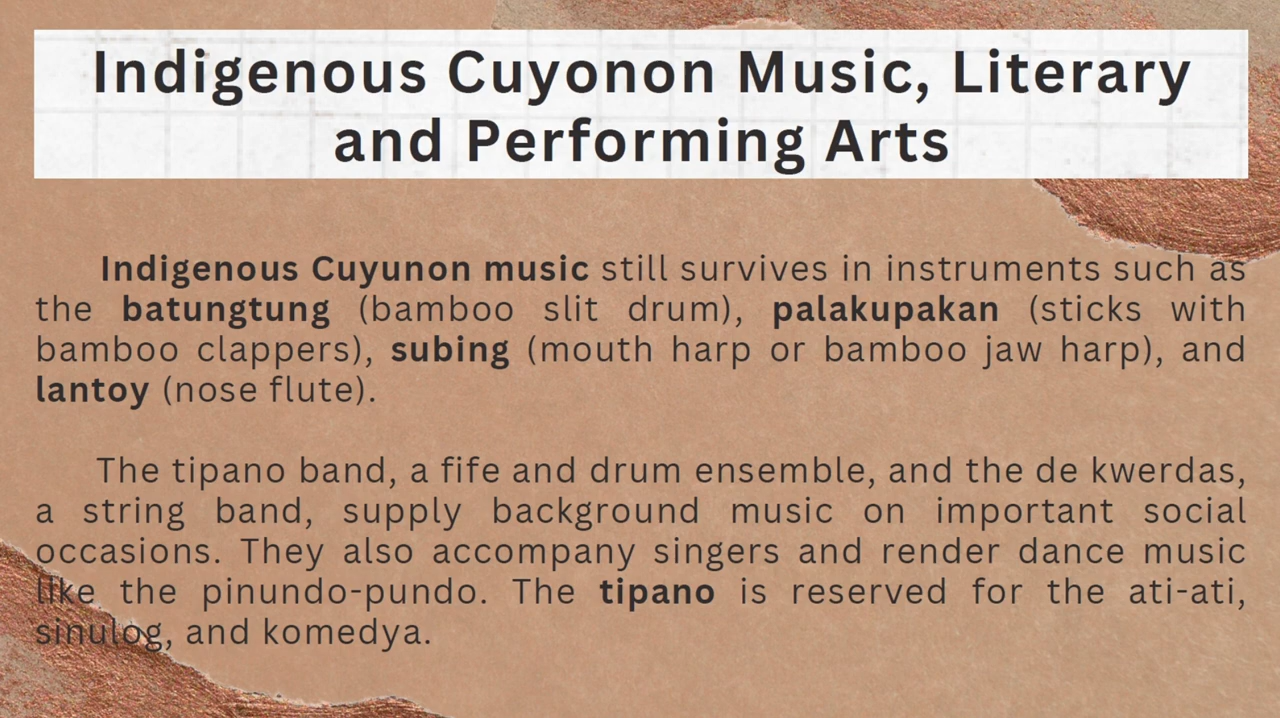 Indigenous Cuyonon Music, Literary
and Performing Arts
Indigenous Cuyunon music still survives in instruments such as
the batungtung (bamboo slit drum), palakupakan (sticks with
bamboo clappers), subing (mouth harp or bamboo jaw harp), and
lantoy (nose flute).
The tipano band, a fife and drum ensemble, and the de kwerdas,
a string band, supply background music on important social
occasions. They also accompany singers and render dance music
like the pinundo-pundo. The tipano is reserved for the ati-ati,
sinulog, and komedya.